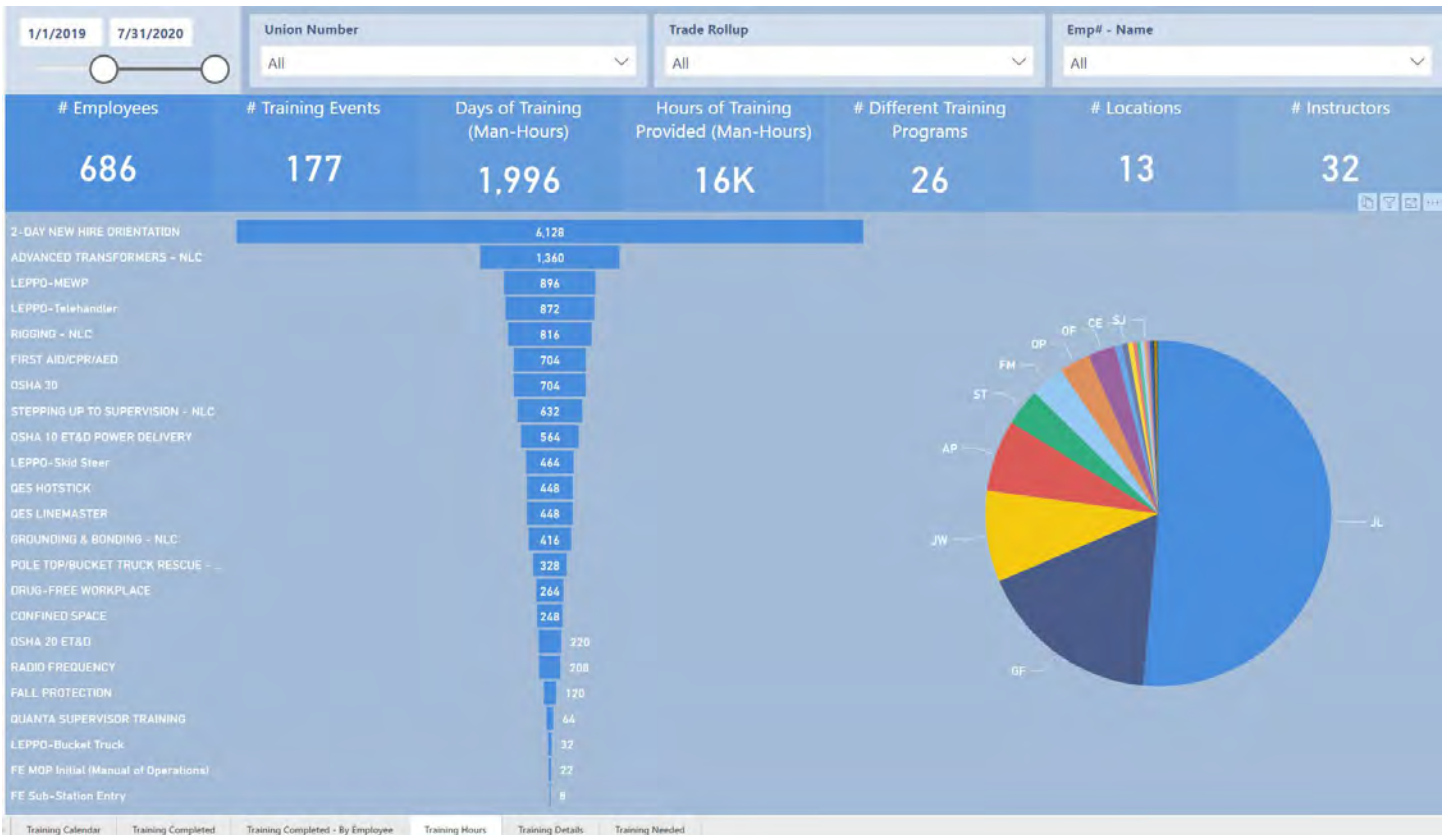 1/1/2019 7/31/2020
Union Number
All
Trade Rollup
All
Emp# - Name
All
# Employees
686
# Training Events
177
Days of Training
(Man-Hours)
1,996
Hours of Training
Provided (Man-Hours)
16K
# Different Training
Programs
26
# Locations
13
# Instructors
32
2-DAY NEW HIRE ORIENTATION 6,128
ADVANCED TRANSFORMERS - NLC 1,360
LEPPO-MEWP 896
LEPPO-Telehandler 872
RIGGING - NLC 816
FIRST AID/CPR/AED 704
OSHA 30 704
STEPPING UP TO SUPERVISION - NLC 632
OSHA 10 ET&D POWER DELIVERY 564
LEPPO-Skid Steer 464
QES HOTSTICK 448
QES LINEMASTER 448
GROUNDING & BONDING - NLC 416
POLE TOP/BUCKET TRUCK RESCUE - ... 328
DRUG-FREE WORKPLACE 264
CONFINED SPACE 248
OSHA 20 ET&D 220
RADIO FREQUENCY 208
FALL PROTECTION 120
QUANTA SUPERVISOR TRAINING 64
LEPPO-Bucket Truck 32
FE MOP Initial (Manual of Operations) 22
FE Sub-Station Entry 8
SJ
CE
OF
OP
FM
ST
AP
JW
GF
JL
Training Calendar Training Completed Training Completed - By Employee Training Hours Training Details Training Needed